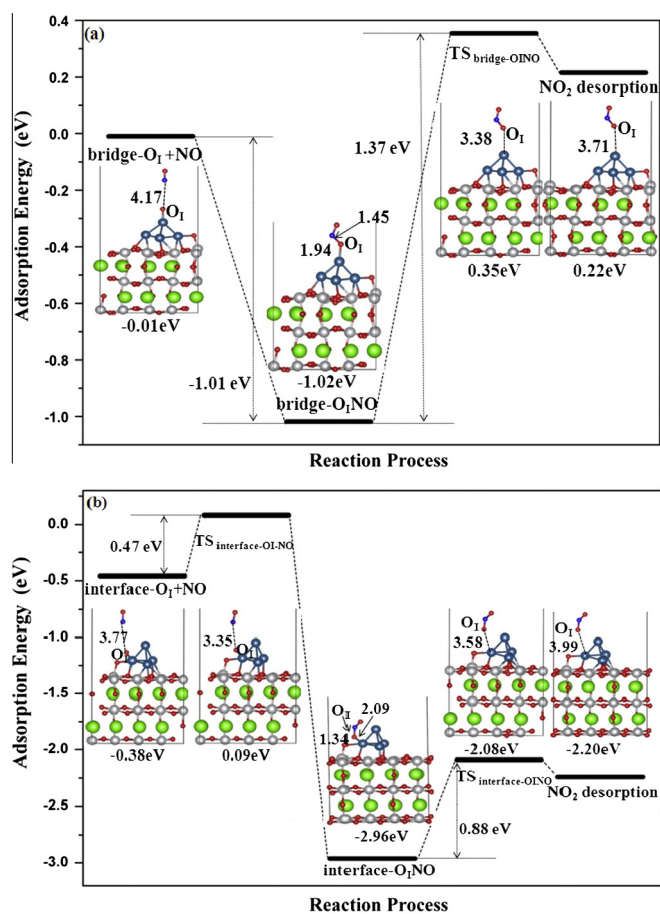 (a)
0.4
0.2
0.0
-0.2
-0.4
-0.6
-0.8
-1.0
Adsorption Energy (eV)
Reaction Process
bridge-OI+NO
4.17
OI
-0.01eV
-1.01 eV
1.45
1.94
OI
-1.02eV
bridge-OINO
1.37 eV
TS bridge-OINO
NO2 desorption
3.38
OI
0.35eV
3.71
OI
0.22eV
(b)
0.0
-0.5
-1.0
-1.5
-2.0
-2.5
-3.0
Adsorption Energy (eV)
Reaction Process
0.47 eV
TS interface-OI-NO
interface-OI+NO
3.77
-0.38eV
3.35
0.09eV
OI
2.09
1.34
-2.96eV
interface-OINO
OI
3.58
-2.08eV
TS interface-OINO
0.88 eV
OI
3.99
-2.20eV
NO2 desorption